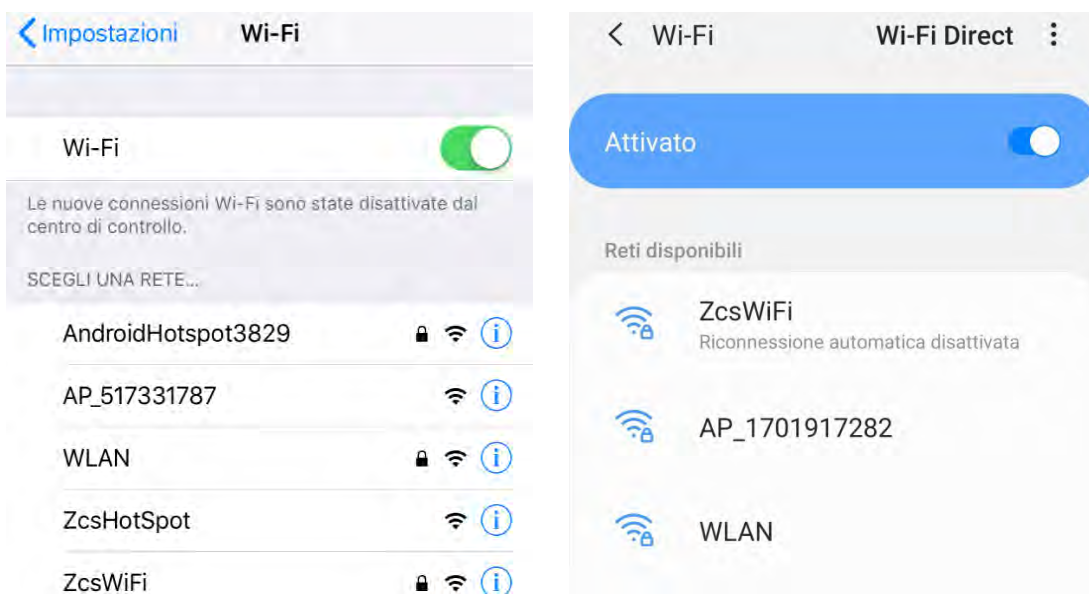 Impostazioni Wi-Fi
Wi-Fi
Le nuove connessioni Wi-Fi sono state disattivate dal
centro di controllo.
SCEGLI UNA RETE...
AndroidHotspot3829
AP_517331787
WLAN
ZcsHotSpot
ZcsWiFi
Wi-Fi Wi-Fi Direct
Attivato
Reti disponibili
ZcsWiFi
Riconnessione automatica disattivata
AP_1701917282
WLAN